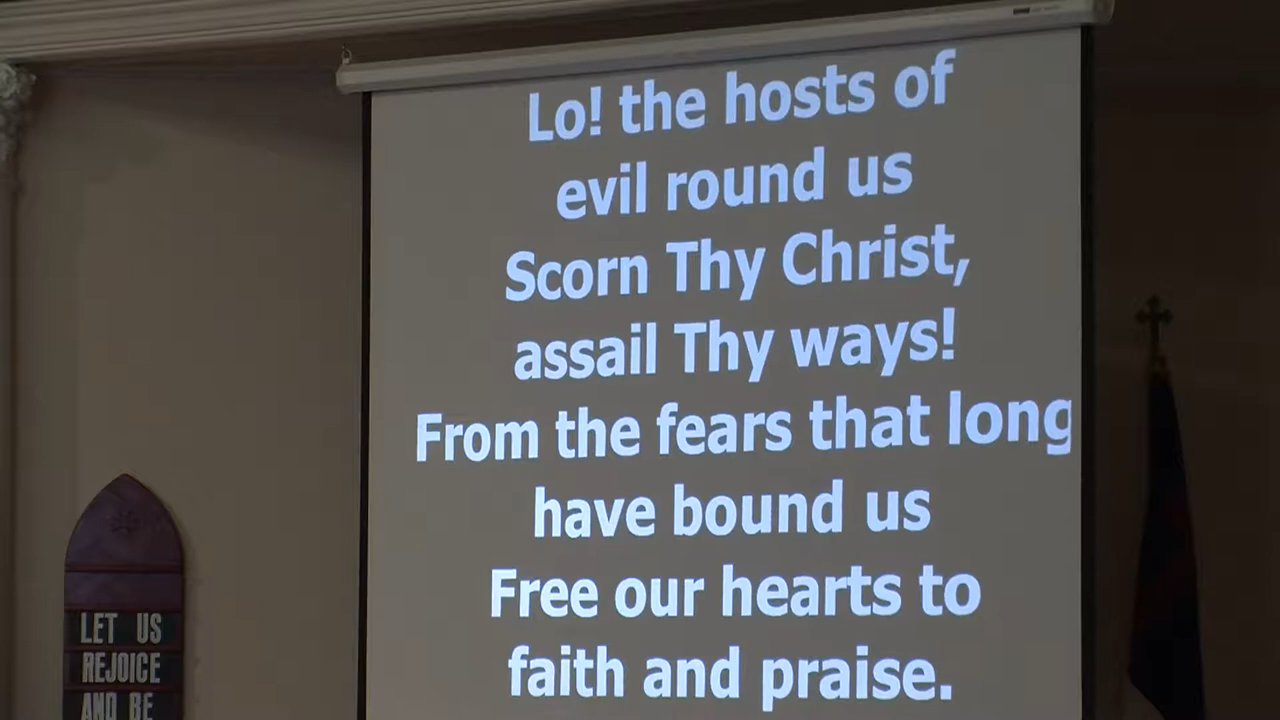 Lo! the hosts of
evil round us
Scorn Thy Christ,
assail Thy ways!
From the fears that long
have bound us
Free our hearts to
faith and praise.
LET US
REJOICE
AND BE